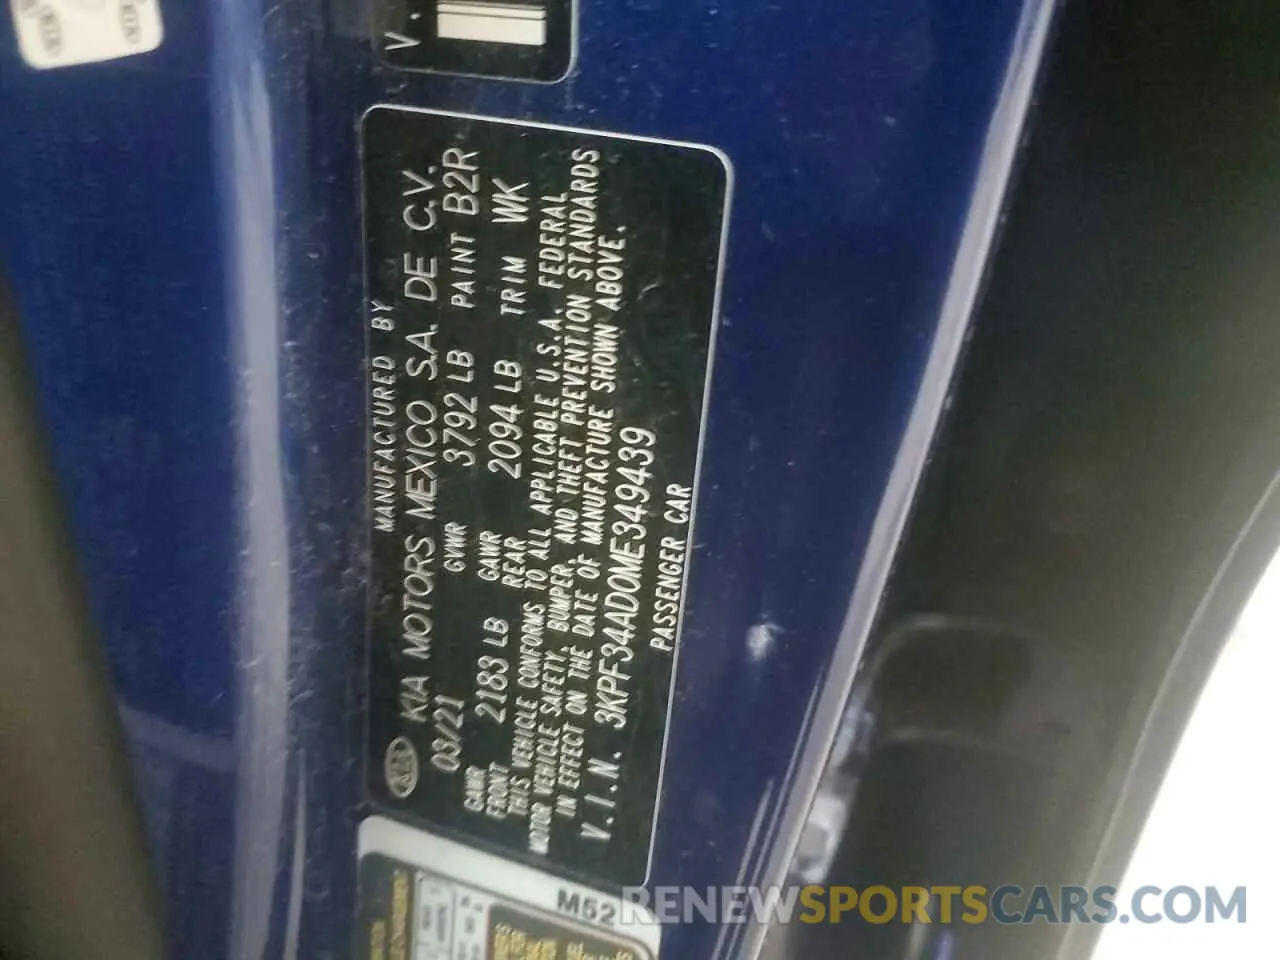 MANUFACTURED BY
KIA MOTORS MEXICO S.A. DE C.V.
03/21 GVWR 3792 LB PAINT B2R
GAWR FRONT 2183 LB GAWR REAR 2094 LB TRIM WK
THIS VEHICLE CONFORMS TO ALL APPLICABLE U.S.A. FEDERAL
MOTOR VEHICLE SAFETY, BUMPER, AND THEFT PREVENTION STANDARDS
IN EFFECT ON THE DATE OF MANUFACTURE SHOWN ABOVE.
V.I.N. 3KPF34AD0ME349439
PASSENGER CAR
V.
M52
RENEWSPORTSCARS.COM